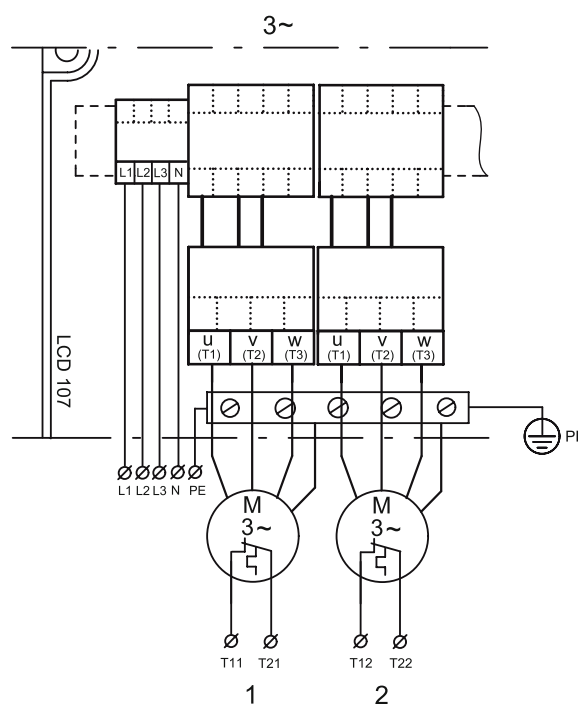 3~
L1 L2 L3 N
LCD 107
u v w u v w
(T1) (T2) (T3) (T1) (T2) (T3)
PE
L1 L2 L3 N PE
M M
3~ 3~
T11 T21 T12 T22
1 2